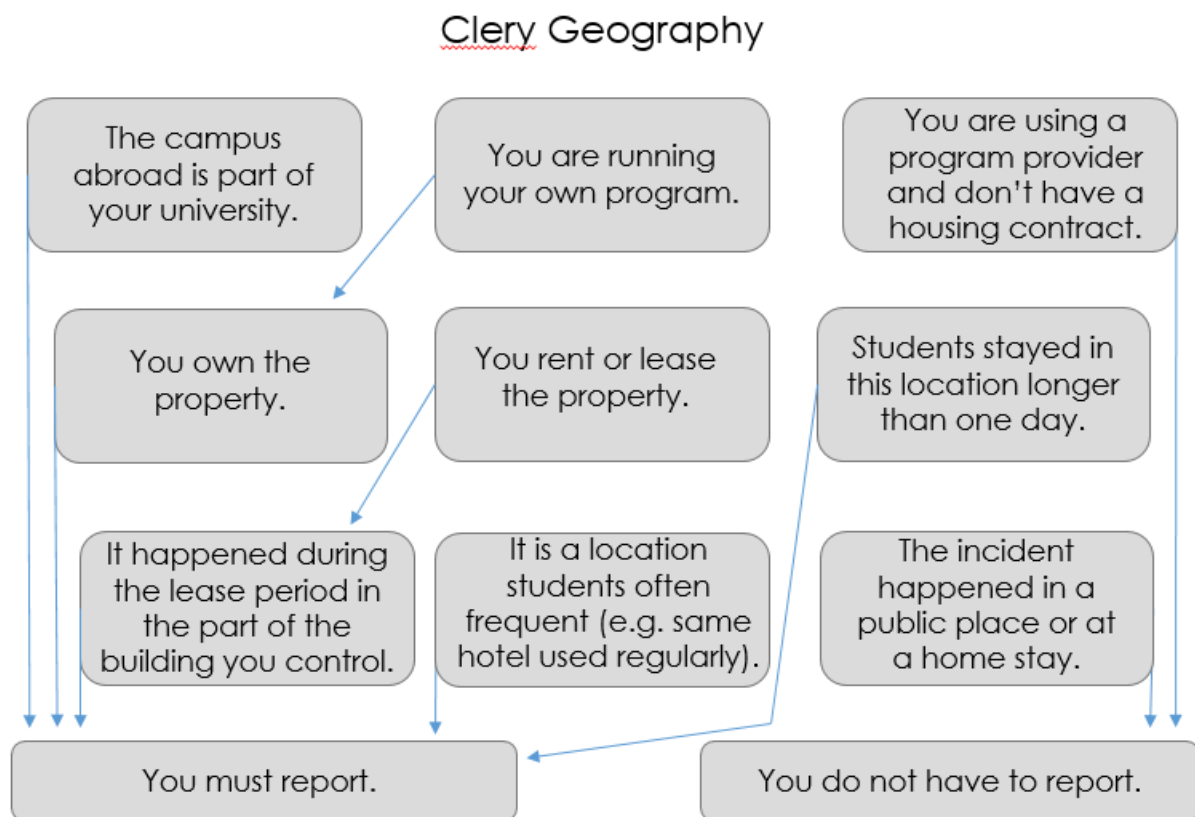 Clery Geography
The campus
abroad is part of
your university.
You are running
your own program.
You are using a
program provider
and don’t have a
housing contract.
You own the
property.
You rent or lease
the property.
Students stayed in
this location longer
than one day.
It happened during
the lease period in
the part of the
building you control.
It is a location
students often
frequent (e.g. same
hotel used regularly).
The incident
happened in a
public place or at
a home stay.
You must report.
You do not have to report.